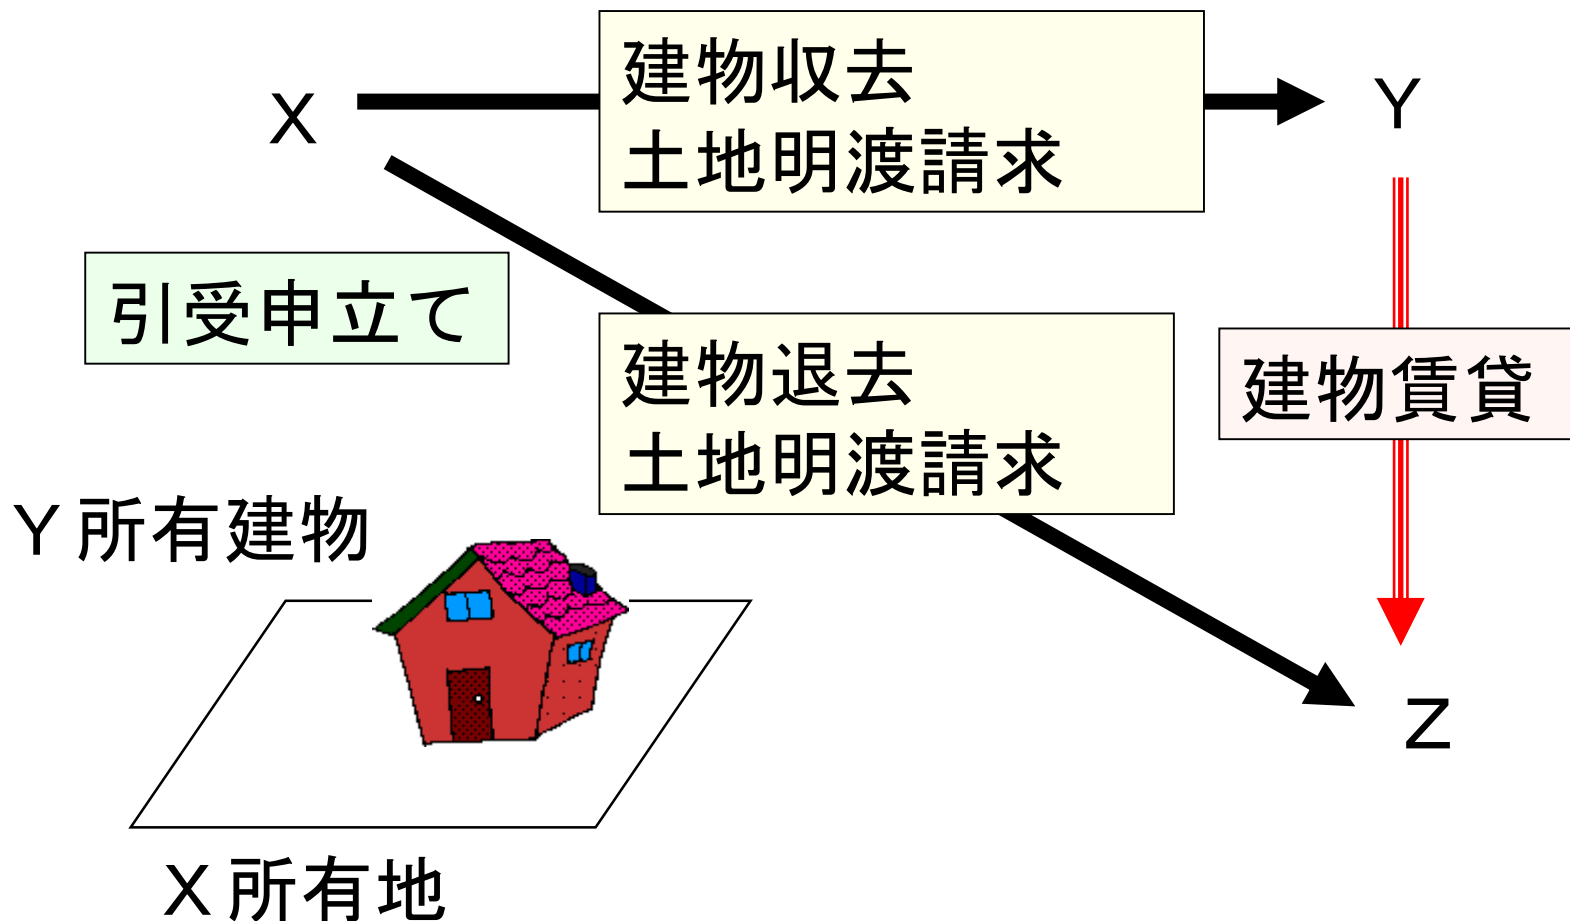 建物収去
土地明渡請求
X
Y
引受申立て
建物退去
土地明渡請求
建物賃貸
Y所有建物
Z
X所有地